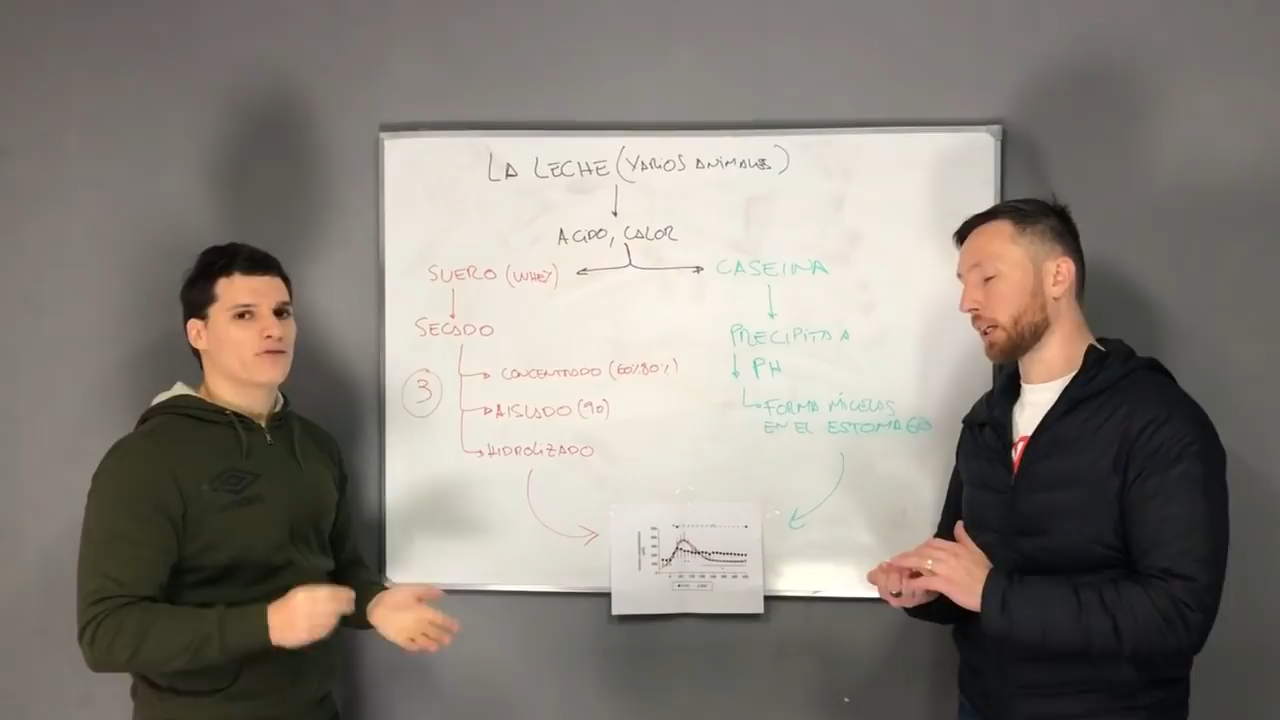 LA LECHE (VARIOS ANIMALES)
ACIDO, CALOR
SUERO (WHEY)
CASEINA
SECADO
PRECIPITA
3
CONCENTRADO (60%80%)
PH
AISLADO (90)
FORMA MICELAS
EN EL ESTOMAGO
HIDROLIZADO